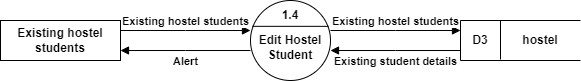 Existing hostel
students
Existing hostel students
Alert
1.4
Edit Hostel
Student
Existing hostel students
Existing student details
D3
hostel